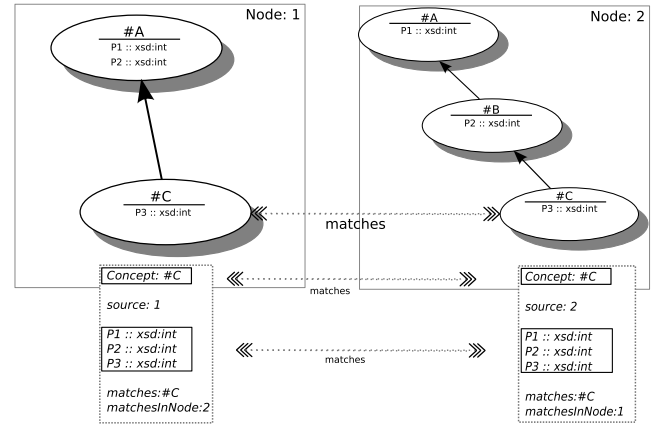 Node: 1
#A
P1 :: xsd:int
P2 :: xsd:int
#C
P3 :: xsd:int
Node: 2
#A
P1 :: xsd:int
#B
P2 :: xsd:int
#C
P3 :: xsd:int
matches
matches
matches
Concept: #C
source: 1
P1 :: xsd:int
P2 :: xsd:int
P3 :: xsd:int
matches:#C
matchesInNode:2
Concept: #C
source: 2
P1 :: xsd:int
P2 :: xsd:int
P3 :: xsd:int
matches:#C
matchesInNode:1